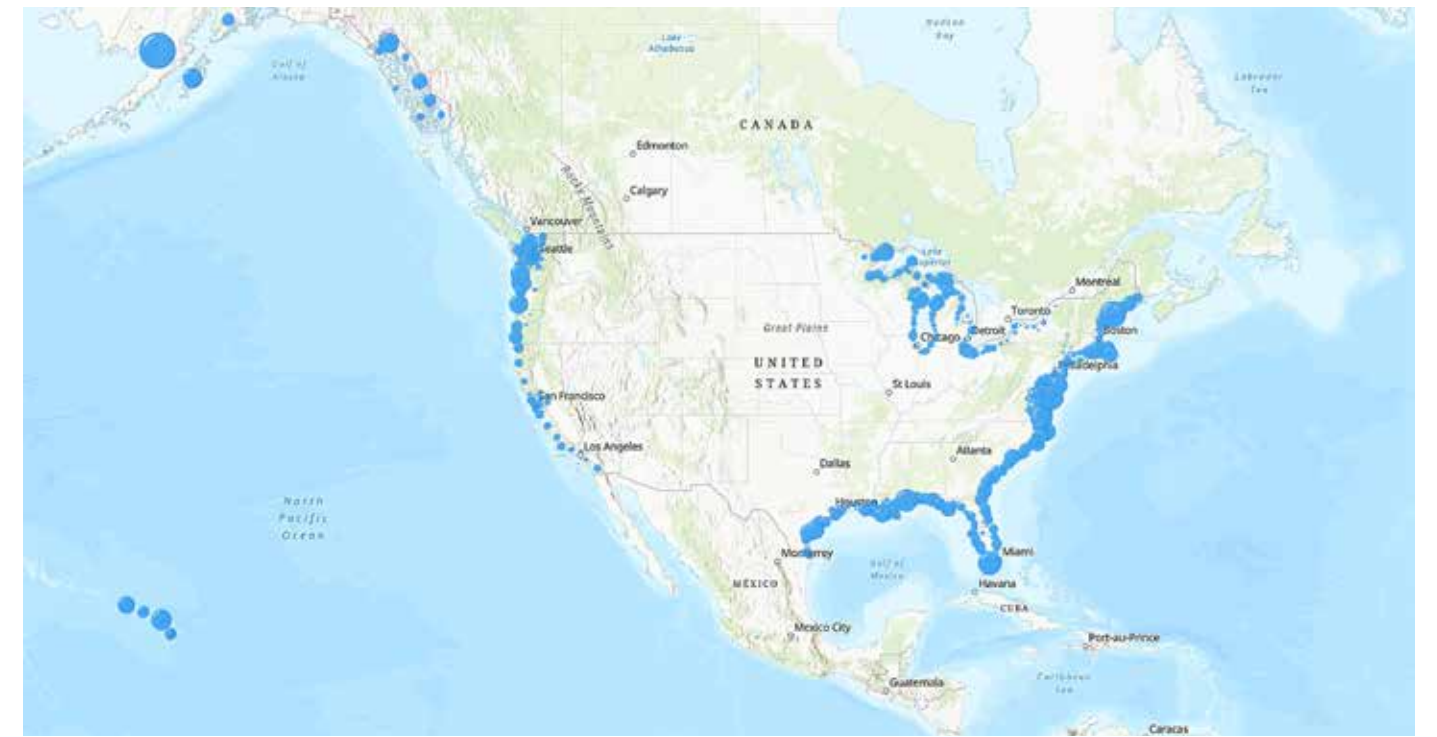 Hudson
Bay
Lake
Athabasca
Gulf of
Alaska
Labrador
Sea
CANADA
Edmonton
Rocky Mountains
Calgary
Vancouver
Seattle
Lake
Superior
Montreal
Toronto
Great Plains
Detroit
Boston
Chicago
UNITED
STATES
Philadelphia
St Louis
San Francisco
Los Angeles
Atlanta
Dallas
North
Pacific
Ocean
Houston
Monterrey
Miami
Gulf of
Mexico
MÉXICO
Havana
CUBA
Mexico City
Port-au-Prince
Guatemala
Caribbean
Sea
Caracas